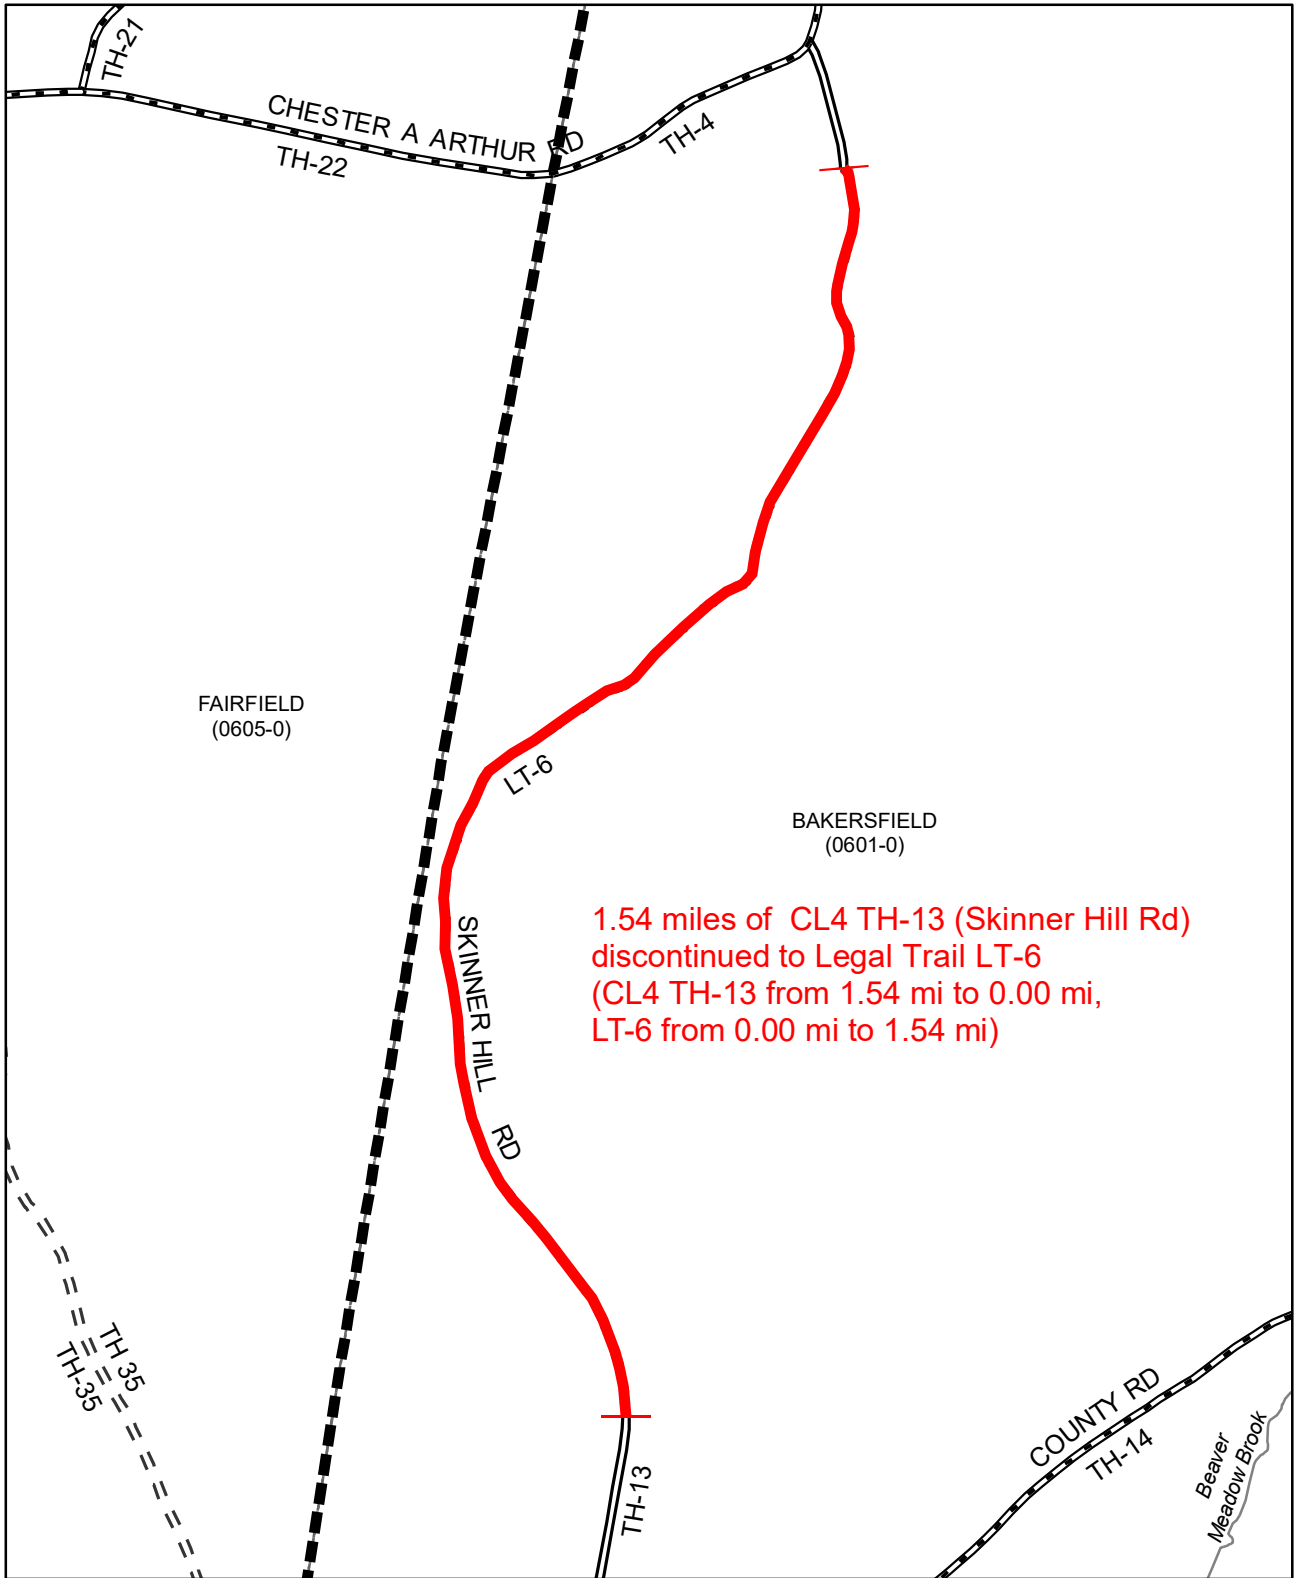 TH-21
CHESTER A ARTHUR RD
TH-22
TH-4
FAIRFIELD
(0605-0)
LT-6
BAKERSFIELD
(0601-0)
1.54 miles of CL4 TH-13 (Skinner Hill Rd)
discontinued to Legal Trail LT-6
(CL4 TH-13 from 1.54 mi to 0.00 mi,
LT-6 from 0.00 mi to 1.54 mi)
SKINNER HILL RD
TH 35
TH-35
COUNTY RD
TH-14
Beaver
Meadow Brook
TH-13